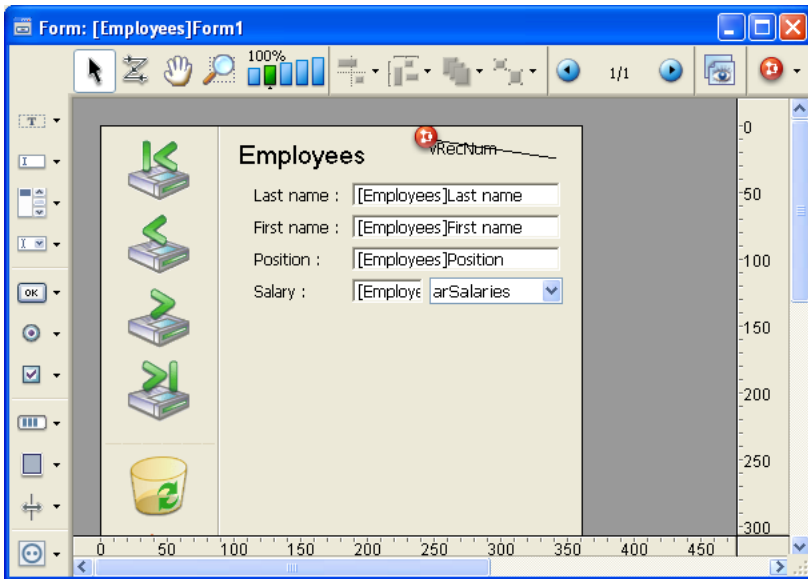 Form: [Employees]Form1
100%
1/1
T
OK
Employees
vRecNum
Last name : [Employees]Last name
First name : [Employees]First name
Position : [Employees]Position
Salary : [Employe arSalaries
0
50
100
150
200
250
300
0 50 100 150 200 250 300 350 400 450